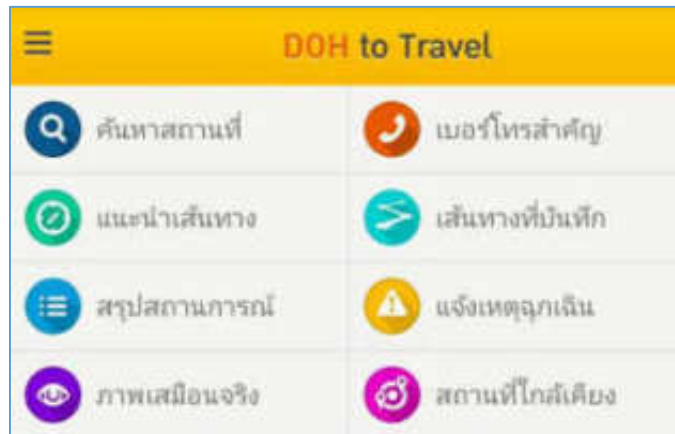 DOH to Travel
ค้นหาสถานที่
เบอร์โทรสำคัญ
แนะนำเส้นทาง
เส้นทางที่บันทึก
สรุปสถานการณ์
แจ้งเหตุฉุกเฉิน
ภาพเสมือนจริง
สถานที่ใกล้เคียง